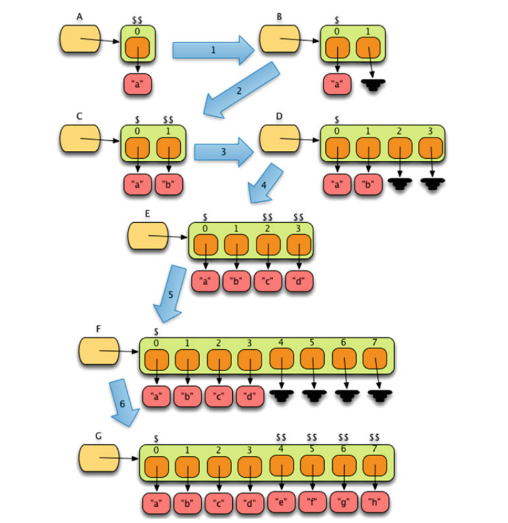 A $$ B $
0 0 1
1
"a" "a"
2
C $ $$ D $
0 1 0 1 2 3
3
"a" "b" "a" "b"
4
E $ $$ $$
0 1 2 3
"a" "b" "c" "d"
5
F $
0 1 2 3 4 5 6 7
"a" "b" "c" "d"
6
G $ $$ $$ $$ $$
0 1 2 3 4 5 6 7
"a" "b" "c" "d" "e" "f" "g" "h"